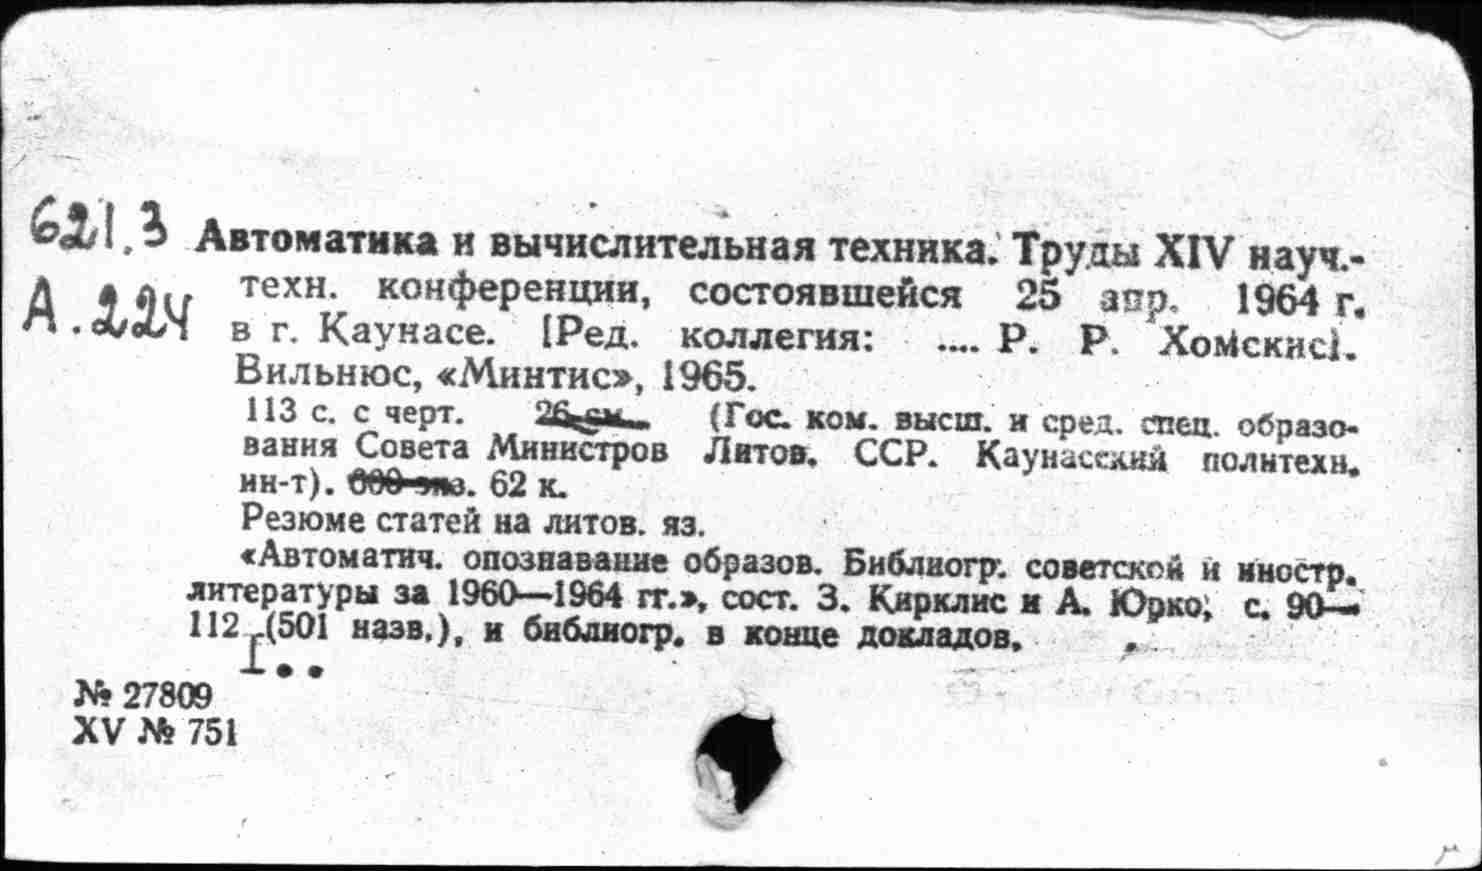 621.3 Автоматика и вычислительная техника. Труды XIV науч.-
А.224 техн. конференции, состоявшейся 25 апр. 1964 г.
в г. Каунасе. [Ред. коллегия: .... Р. Р. Хомскис].
Вильнюс, «Минтис», 1965.
113 с. с черт. 26 см. (Гос. ком. высш. и сред. спец. образо-
вания Совета Министров Литов. ССР. Каунасский политехн.
ин-т). 600 экз. 62 к.
Резюме статей на литов. яз.
«Автоматич. опознавание образов. Библиогр. советской и иностр.
литературы за 1960—1964 гг.», сост. З. Кирклис и А. Юрко; с. 90—
112 (501 назв.), и библиогр. в конце докладов.
1..
№ 27809
XV № 751